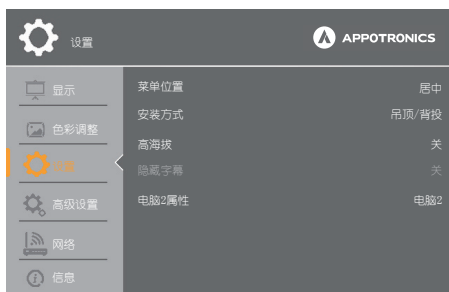 设置
APPOTRONICS
显示
色彩调整
设置
高级设置
网络
信息
菜单位置 居中
安装方式 吊顶/背投
高海拔 关
隐藏字幕 关
电脑2属性 电脑2